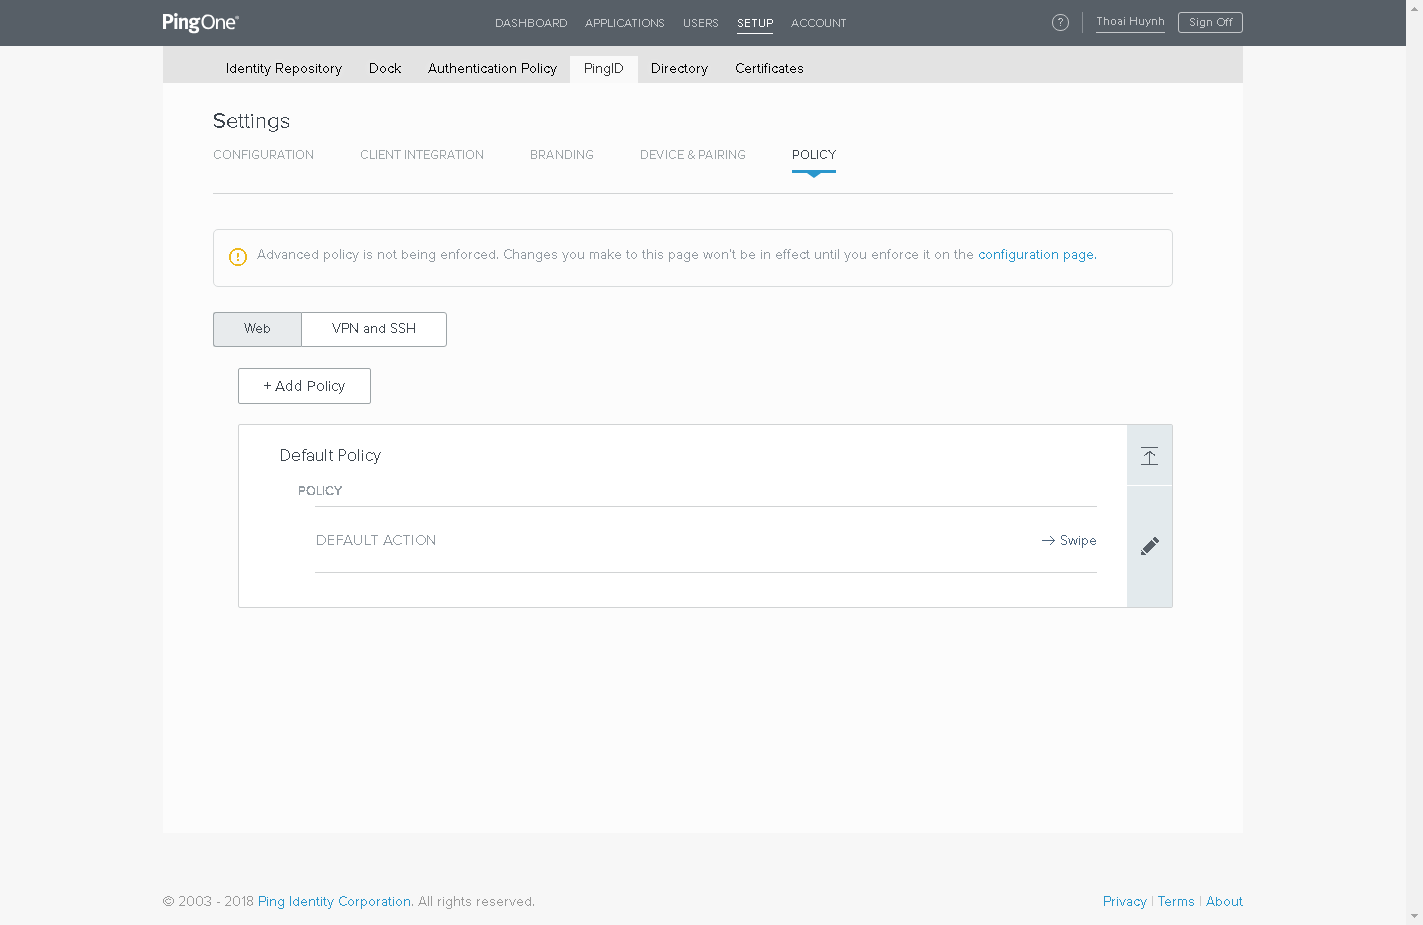 PingOne®
DASHBOARD APPLICATIONS USERS SETUP ACCOUNT
? Thoai Huynh Sign Off
Identity Repository Dock Authentication Policy PingID Directory Certificates
Settings
CONFIGURATION CLIENT INTEGRATION BRANDING DEVICE & PAIRING POLICY
Advanced policy is not being enforced. Changes you make to this page won't be in effect until you enforce it on the configuration page.
Web VPN and SSH
+ Add Policy
Default Policy
POLICY
DEFAULT ACTION → Swipe
© 2003 - 2018 Ping Identity Corporation. All rights reserved.
Privacy | Terms | About